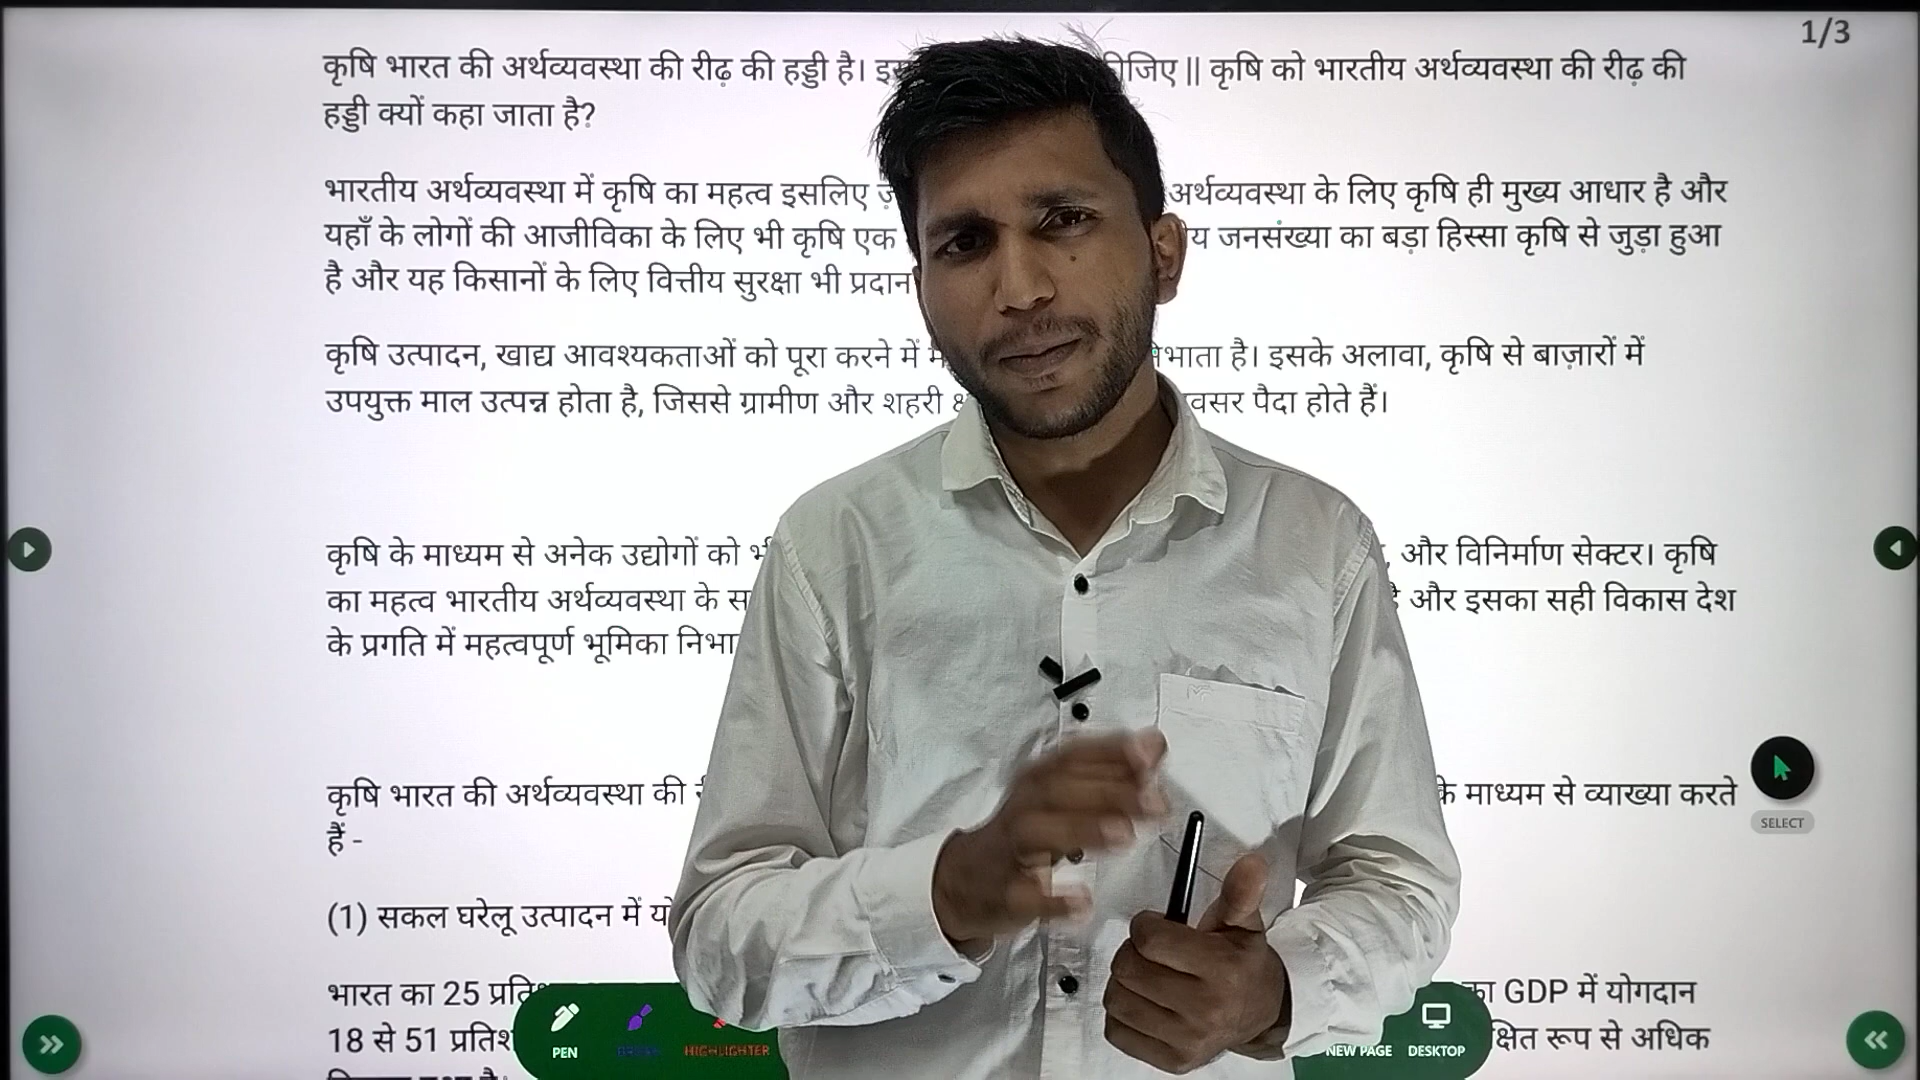 1/3
कृषि भारत की अर्थव्यवस्था की रीढ़ की हड्डी है। || कृषि को भारतीय अर्थव्यवस्था की रीढ़ की
हड्डी क्यों कहा जाता है?
भारतीय अर्थव्यवस्था में कृषि का महत्व इसलिए अर्थव्यवस्था के लिए कृषि ही मुख्य आधार है और
यहाँ के लोगों की आजीविका के लिए भी कृषि एक जनसंख्या का बड़ा हिस्सा कृषि से जुड़ा हुआ
है और यह किसानों के लिए वित्तीय सुरक्षा भी प्रदान
कृषि उत्पादन, खाद्य आवश्यकताओं को पूरा करने में है। इसके अलावा, कृषि से बाज़ारों में
उपयुक्त माल उत्पन्न होता है, जिससे ग्रामीण और शहरी पैदा होते हैं।
कृषि के माध्यम से अनेक उद्योगों को , और विनिर्माण सेक्टर। कृषि
का महत्व भारतीय अर्थव्यवस्था के और इसका सही विकास देश
के प्रगति में महत्वपूर्ण भूमिका
कृषि भारत की अर्थव्यवस्था की के माध्यम से व्याख्या करते
हैं -
SELECT
(1) सकल घरेलू उत्पादन में
भारत का 25 का GDP में योगदान
18 से 51 रूप से अधिक
PEN HIGHLIGHTER NEW PAGE DESKTOP